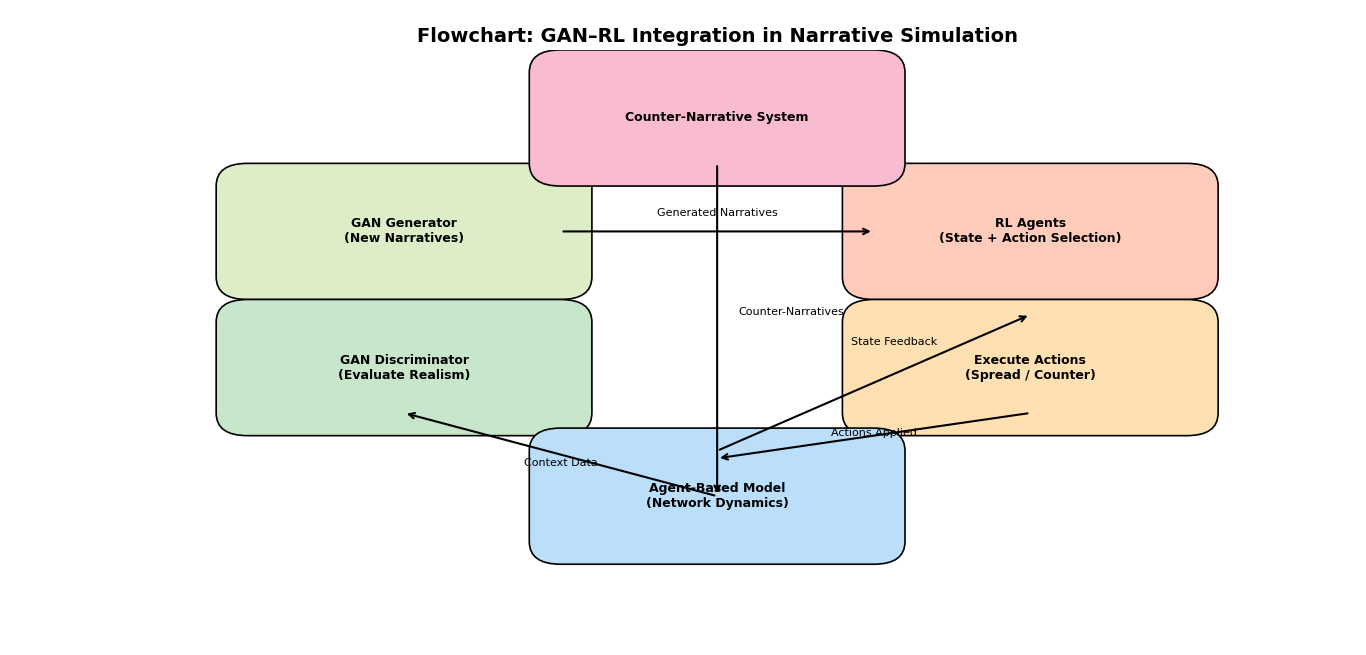 Flowchart: GAN–RL Integration in Narrative Simulation
Counter-Narrative System
GAN Generator
(New Narratives)
Generated Narratives
RL Agents
(State + Action Selection)
Counter-Narratives
State Feedback
GAN Discriminator
(Evaluate Realism)
Execute Actions
(Spread / Counter)
Actions Applied
Context Data
Agent-Based Model
(Network Dynamics)